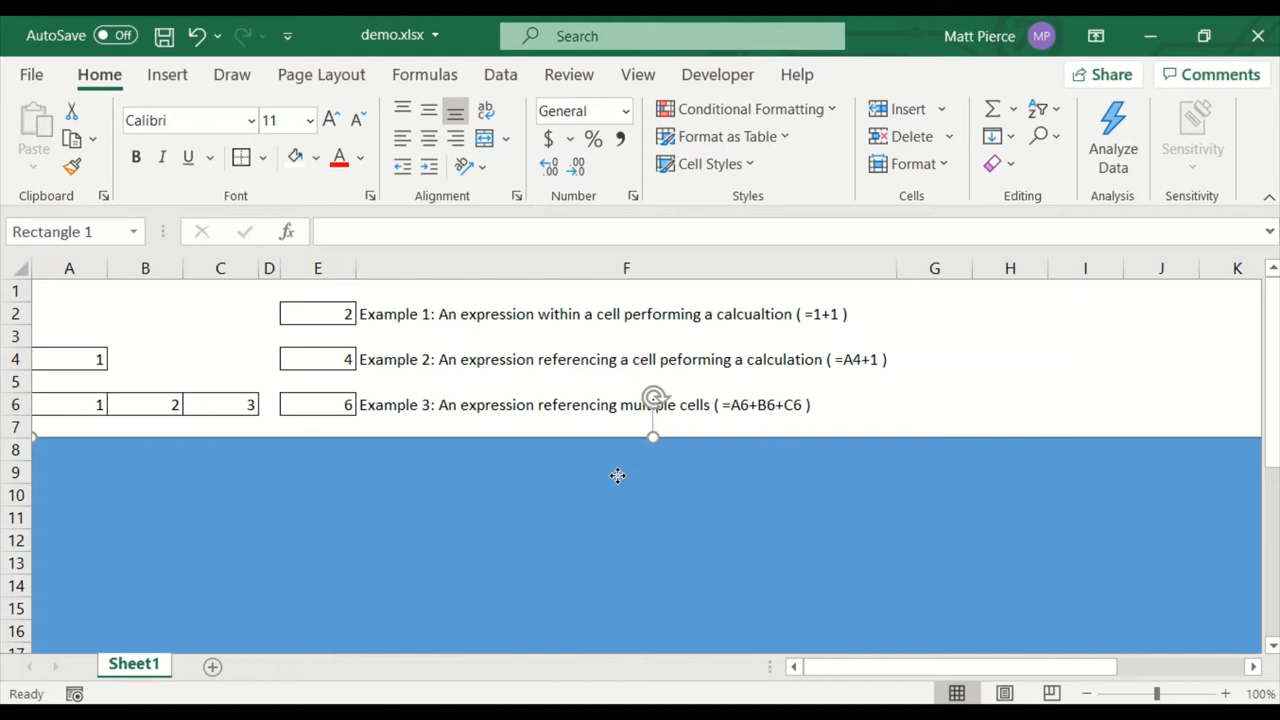 AutoSave Off demo.xlsx Search Matt Pierce MP
File Home Insert Draw Page Layout Formulas Data Review View Developer Help Share Comments
Paste Calibri 11 A A ab General Conditional Formatting Insert Analyze Data Sensitivity
B I U A $ % , Format as Table Delete
Cell Styles Format
Clipboard Font Alignment Number Styles Cells Editing Analysis Sensitivity
Rectangle 1 fx
A B C D E F G H I J K
1
2 2 Example 1: An expression within a cell performing a calcualtion ( =1+1 )
3
4 1 4 Example 2: An expression referencing a cell peforming a calculation ( =A4+1 )
5
6 1 2 3 6 Example 3: An expression referencing multiple cells ( =A6+B6+C6 )
7
8
9
10
11
12
13
14
15
16
17
Sheet1
Ready 100%